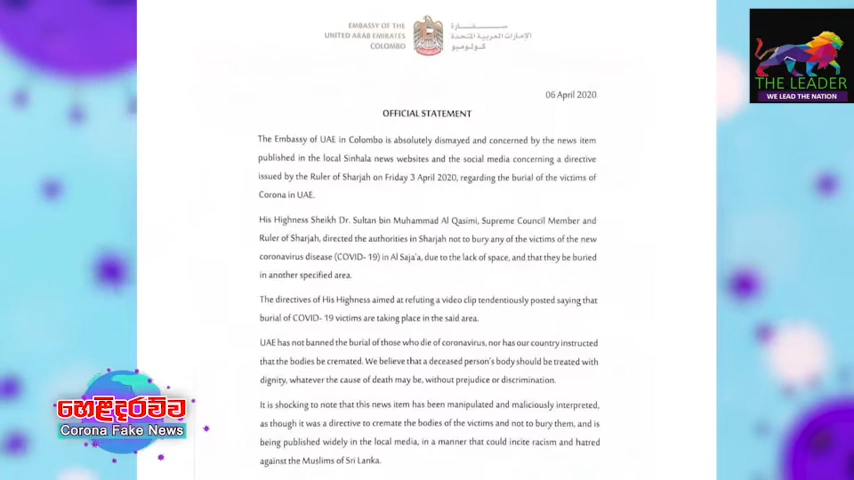 EMBASSY OF THE
UNITED ARAB EMIRATES
COLOMBO
سفارة
الإمارات العربية المتحدة
كولومبو
THE LEADER
WE LEAD THE NATION
06 April 2020
OFFICIAL STATEMENT
The Embassy of UAE in Colombo is absolutely dismayed and concerned by the news item
published in the local Sinhala news websites and the social media concerning a directive
issued by the Ruler of Sharjah on Friday 3 April 2020, regarding the burial of the victims of
Corona in UAE.
His Highness Sheikh Dr. Sultan bin Muhammad Al Qasimi, Supreme Council Member and
Ruler of Sharjah, directed the authorities in Sharjah not to bury any of the victims of the new
coronavirus disease (COVID- 19) in Al Saja'a, due to the lack of space, and that they be buried
in another specified area.
The directives of His Highness aimed at refuting a video clip tendentiously posted saying that
burial of COVID- 19 victims are taking place in the said area.
UAE has not banned the burial of those who die of coronavirus, nor has our country instructed
that the bodies be cremated. We believe that a deceased person's body should be treated with
dignity, whatever the cause of death may be, without prejudice or discrimination.
It is shocking to note that this news item has been manipulated and maliciously interpreted,
as though it was a directive to cremate the bodies of the victims and not to bury them, and is
being published widely in the local media, in a manner that could incite racism and hatred
against the Muslims of Sri Lanka.
හෙළිදරව්ව
Corona Fake News